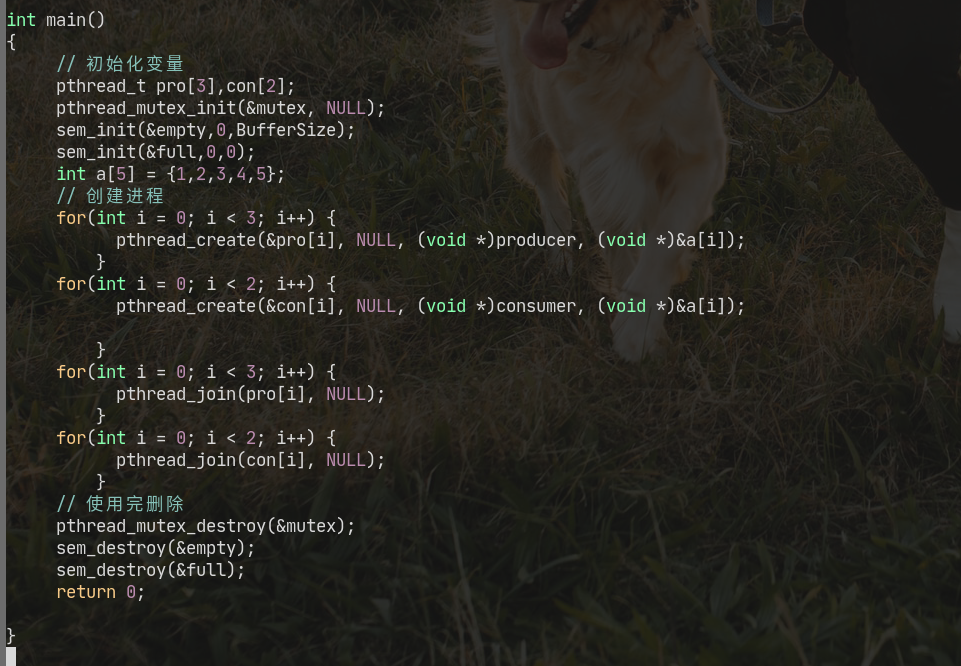 int main()
{
    // 初始化变量
    pthread_t pro[3],con[2];
    pthread_mutex_init(&mutex, NULL);
    sem_init(&empty,0,BufferSize);
    sem_init(&full,0,0);
    int a[5] = {1,2,3,4,5};
    // 创建进程
    for(int i = 0; i < 3; i++) {
          pthread_create(&pro[i], NULL, (void *)producer, (void *)&a[i]);
        }
    for(int i = 0; i < 2; i++) {
          pthread_create(&con[i], NULL, (void *)consumer, (void *)&a[i]);

        }
    for(int i = 0; i < 3; i++) {
          pthread_join(pro[i], NULL);
        }
    for(int i = 0; i < 2; i++) {
          pthread_join(con[i], NULL);
        }
    // 使用完删除
    pthread_mutex_destroy(&mutex);
    sem_destroy(&empty);
    sem_destroy(&full);
    return 0;

}